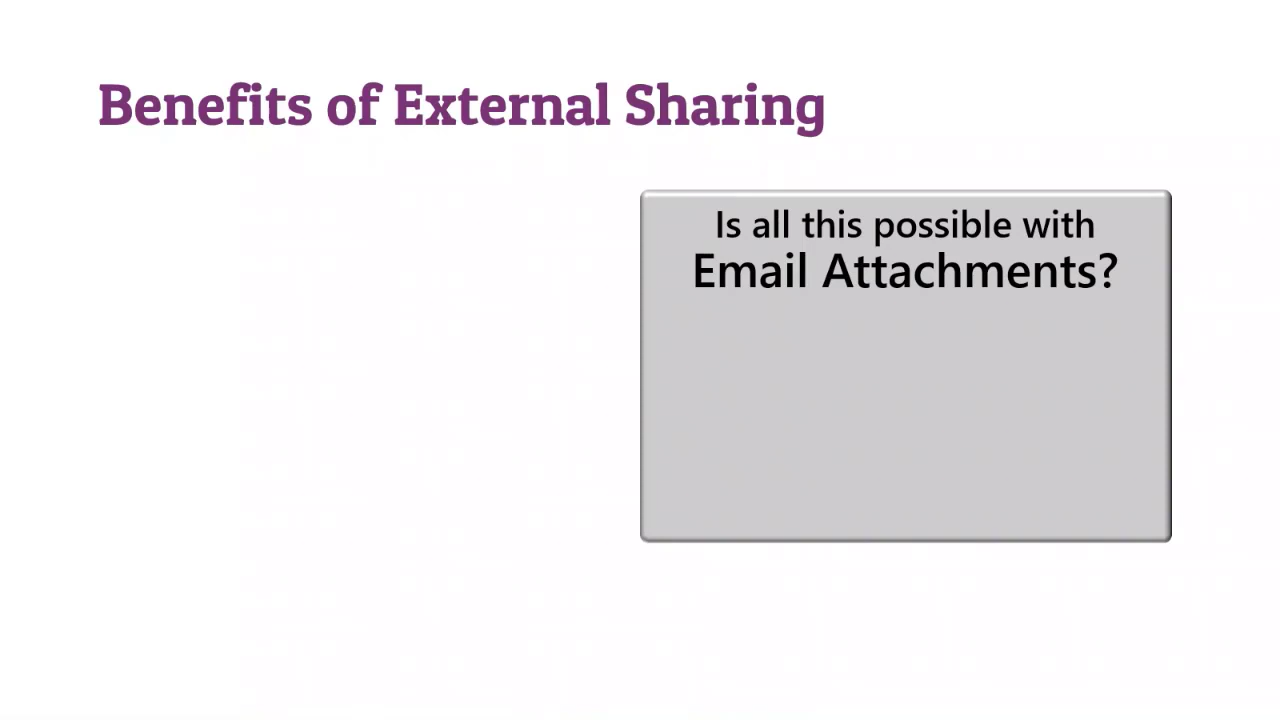 Benefits of External Sharing
Is all this possible with
Email Attachments?